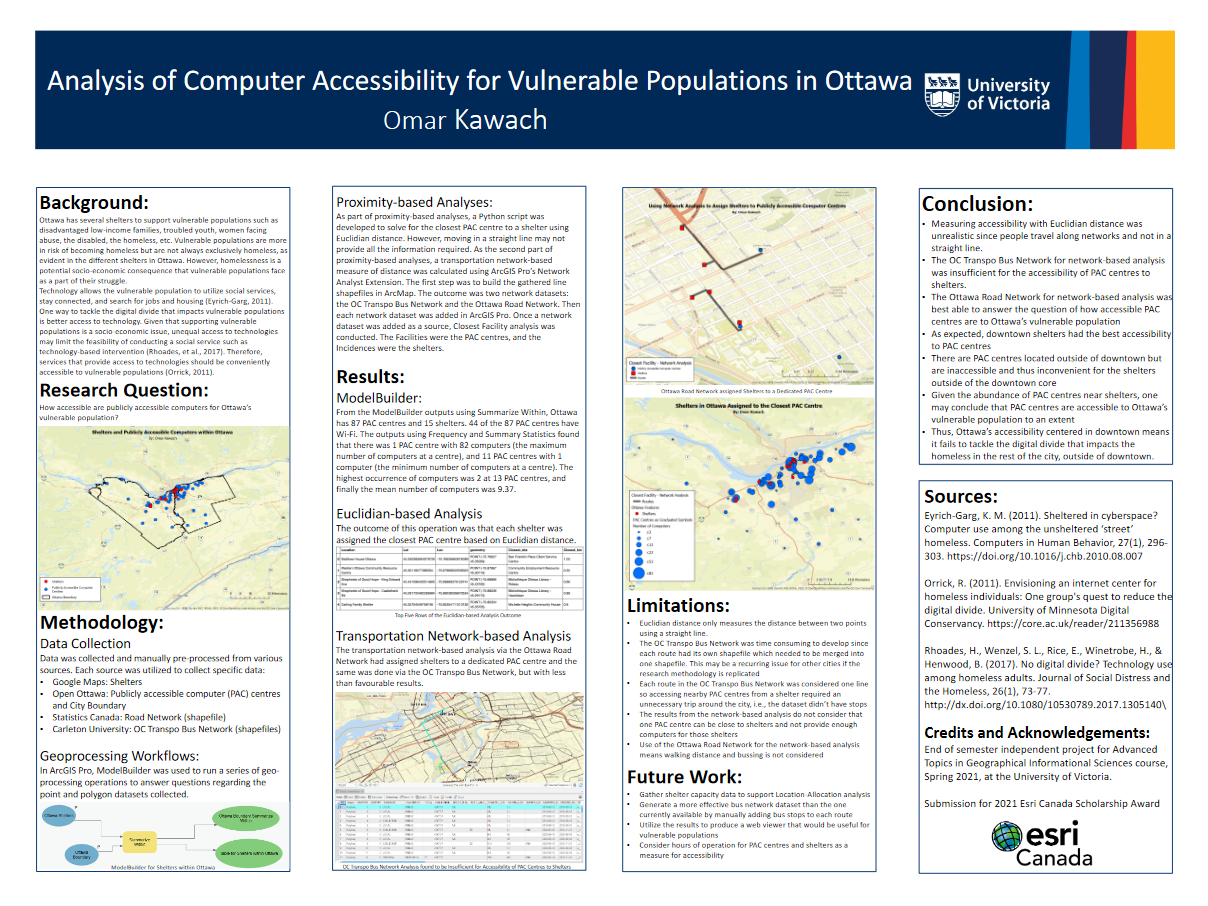 Analysis of Computer Accessibility for Vulnerable Populations in Ottawa
Omar Kawach
University
of Victoria
Background:
Ottawa has several shelters to support vulnerable populations such as
disadvantaged low-income families, troubled youth, women facing
abuse, the disabled, the homeless, etc. Vulnerable populations are more
in risk of becoming homeless but are not always exclusively homeless, as
evident in the different shelters in Ottawa. However, homelessness is a
potential socio-economic consequence that vulnerable populations face
as a part of their struggle.
Technology allows the vulnerable population to utilize social services,
stay connected, and search for jobs and housing (Eyrich-Garg, 2011).
One way to tackle the digital divide that impacts vulnerable populations
is better access to technology. Given that supporting vulnerable
populations is a socio-economic issue, unequal access to technologies
may limit the feasibility of conducting a social service such as
technology-based intervention (Rhoades, et al., 2017). Therefore,
services that provide access to technologies should be conveniently
accessible to vulnerable populations (Orrick, 2011).
Research Question:
How accessible are publicly accessible computers for Ottawa's
vulnerable population?
Shelters and Publicly Accessible Computers within Ottawa
By: Omar Kawach
Methodology:
Data Collection
Data was collected and manually pre-processed from various
sources. Each source was utilized to collect specific data:
• Google Maps: Shelters
• Open Ottawa: Publicly accessible computer (PAC) centres
and City Boundary
• Statistics Canada: Road Network (shapefile)
• Carleton University: OC Transpo Bus Network (shapefiles)
Geoprocessing Workflows:
In ArcGIS Pro, ModelBuilder was used to run a series of geo-
processing operations to answer questions regarding the
point and polygon datasets collected.
Ottawa Shelters
Ottawa
Boundary
Summarize
Within
Ottawa Boundary Summarize
Within
Table for Shelters within Ottawa
ModelBuilder for Shelters within Ottawa
Proximity-based Analyses:
As part of proximity-based analyses, a Python script was
developed to solve for the closest PAC centre to a shelter using
Euclidian distance. However, moving in a straight line may not
provide all the information required. As the second part of
proximity-based analyses, a transportation network-based
measure of distance was calculated using ArcGIS Pro's Network
Analyst Extension. The first step was to build the gathered line
shapefiles in ArcMap. The outcome was two network datasets:
the OC Transpo Bus Network and the Ottawa Road Network. Then
each network dataset was added in ArcGIS Pro. Once a network
dataset was added as a source, Closest Facility analysis was
conducted. The Facilities were the PAC centres, and the
Incidences were the shelters.
Results:
ModelBuilder:
From the ModelBuilder outputs using Summarize Within, Ottawa
has 87 PAC centres and 15 shelters. 44 of the 87 PAC centres have
Wi-Fi. The outputs using Frequency and Summary Statistics found
that there was 1 PAC centre with 82 computers (the maximum
number of computers at a centre), and 11 PAC centres with 1
computer (the minimum number of computers at a centre). The
highest occurrence of computers was 2 at 13 PAC centres, and
finally the mean number of computers was 9.37.
Euclidian-based Analysis
The outcome of this operation was that each shelter was
assigned the closest PAC centre based on Euclidian distance.
Location Lat Lon geometry
Top Five Rows of the Euclidian-based Analysis Outcome
Transportation Network-based Analysis
The transportation network-based analysis via the Ottawa Road
Network had assigned shelters to a dedicated PAC centre and the
same was done via the OC Transpo Bus Network, but with less
than favourable results.
OC Transpo Bus Network Analysis found to be Insufficient for Accessibility of PAC Centres to Shelters
Using Network Analysis to Assign Shelters to Publicly Accessible Computer Centres
By: Omar Kawach
Closest Facility - Network Analysis
Ottawa Road Network assigned Shelters to a Dedicated PAC Centre
Shelters in Ottawa Assigned to the Closest PAC Centre
By: Omar Kawach
Closest Facility - Network Analysis
Routes
Ottawa Features
Shelters
PAC Centres as Graduated Symbols
Number of Computers
Limitations:
• Euclidian distance only measures the distance between two points
using a straight line.
• The OC Transpo Bus Network was time consuming to develop since
each route had its own shapefile which needed to be merged into
one shapefile. This may be a recurring issue for other cities if the
research methodology is replicated
• Each route in the OC Transpo Bus Network was considered one line
so accessing nearby PAC centres from a shelter required an
unnecessary trip around the city, i.e., the dataset didn't have stops
• The results from the network-based analysis do not consider that
one PAC centre can be close to shelters and not provide enough
computers for those shelters
• Use of the Ottawa Road Network for the network-based analysis
means walking distance and bussing is not considered
Future Work:
• Gather shelter capacity data to support Location-Allocation analysis
• Generate a more effective bus network dataset than the one
currently available by manually adding bus stops to each route
• Utilize the results to produce a web viewer that would be useful for
vulnerable populations
• Consider hours of operation for PAC centres and shelters as a
measure for accessibility
Conclusion:
• Measuring accessibility with Euclidian distance was
unrealistic since people travel along networks and not in a
straight line.
• The OC Transpo Bus Network for network-based analysis
was insufficient for the accessibility of PAC centres to
shelters.
• The Ottawa Road Network for network-based analysis was
best able to answer the question of how accessible PAC
centres are to Ottawa's vulnerable population
• As expected, downtown shelters had the best accessibility
to PAC centres
• There are PAC centres located outside of downtown but
are inaccessible and thus inconvenient for the shelters
outside of the downtown core
• Given the abundance of PAC centres near shelters, one
may conclude that PAC centres are accessible to Ottawa's
vulnerable population to an extent
• Thus, Ottawa's accessibility centered in downtown means
it fails to tackle the digital divide that impacts the
homeless in the rest of the city, outside of downtown.
Sources:
Eyrich-Garg, K. M. (2011). Sheltered in cyberspace?
Computer use among the unsheltered 'street'
homeless. Computers in Human Behavior, 27(1), 296-
303. https://doi.org/10.1016/j.chb.2010.08.007
Orrick, R. (2011). Envisioning an internet center for
homeless individuals: One group's quest to reduce the
digital divide. University of Minnesota Digital
Conservancy. https://core.ac.uk/reader/211356988
Rhoades, H., Wenzel, S. L., Rice, E., Winetrobe, H., &
Henwood, B. (2017). No digital divide? Technology use
among homeless adults. Journal of Social Distress and
the Homeless, 26(1), 73-77.
http://dx.doi.org/10.1080/10530789.2017.1305140\
Credits and Acknowledgements:
End of semester independent project for Advanced
Topics in Geographical Informational Sciences course,
Spring 2021, at the University of Victoria.
Submission for 2021 Esri Canada Scholarship Award
esri
Canada